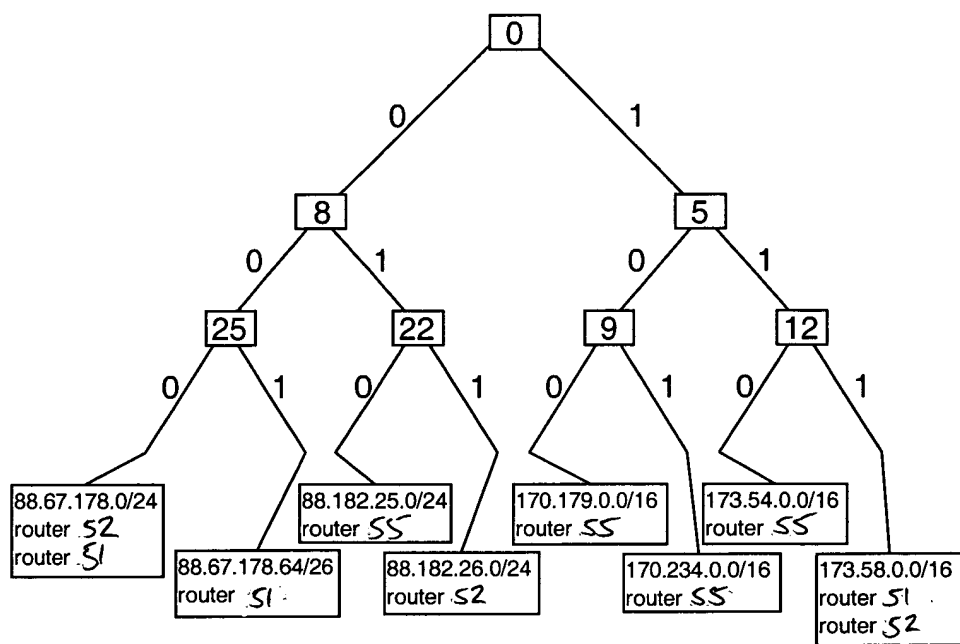 0
0
1
8
5
0
1
0
1
25
22
9
12
0
1
0
1
0
1
0
1
88.67.178.0/24
router 52
router 51
88.67.178.64/26
router 51
88.182.25.0/24
router 55
88.182.26.0/24
router 52
170.179.0.0/16
router 55
170.234.0.0/16
router 55
173.54.0.0/16
router 55
173.58.0.0/16
router 51
router 52